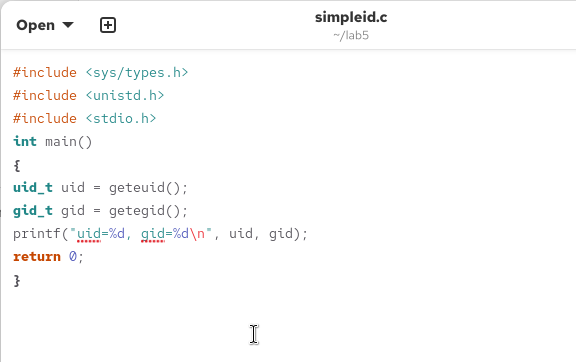 Open
simpleid.c
~/lab5
#include <sys/types.h>
#include <unistd.h>
#include <stdio.h>
int main()
{
uid_t uid = geteuid();
gid_t gid = getegid();
printf("uid=%d, gid=%d\n", uid, gid);
return 0;
}